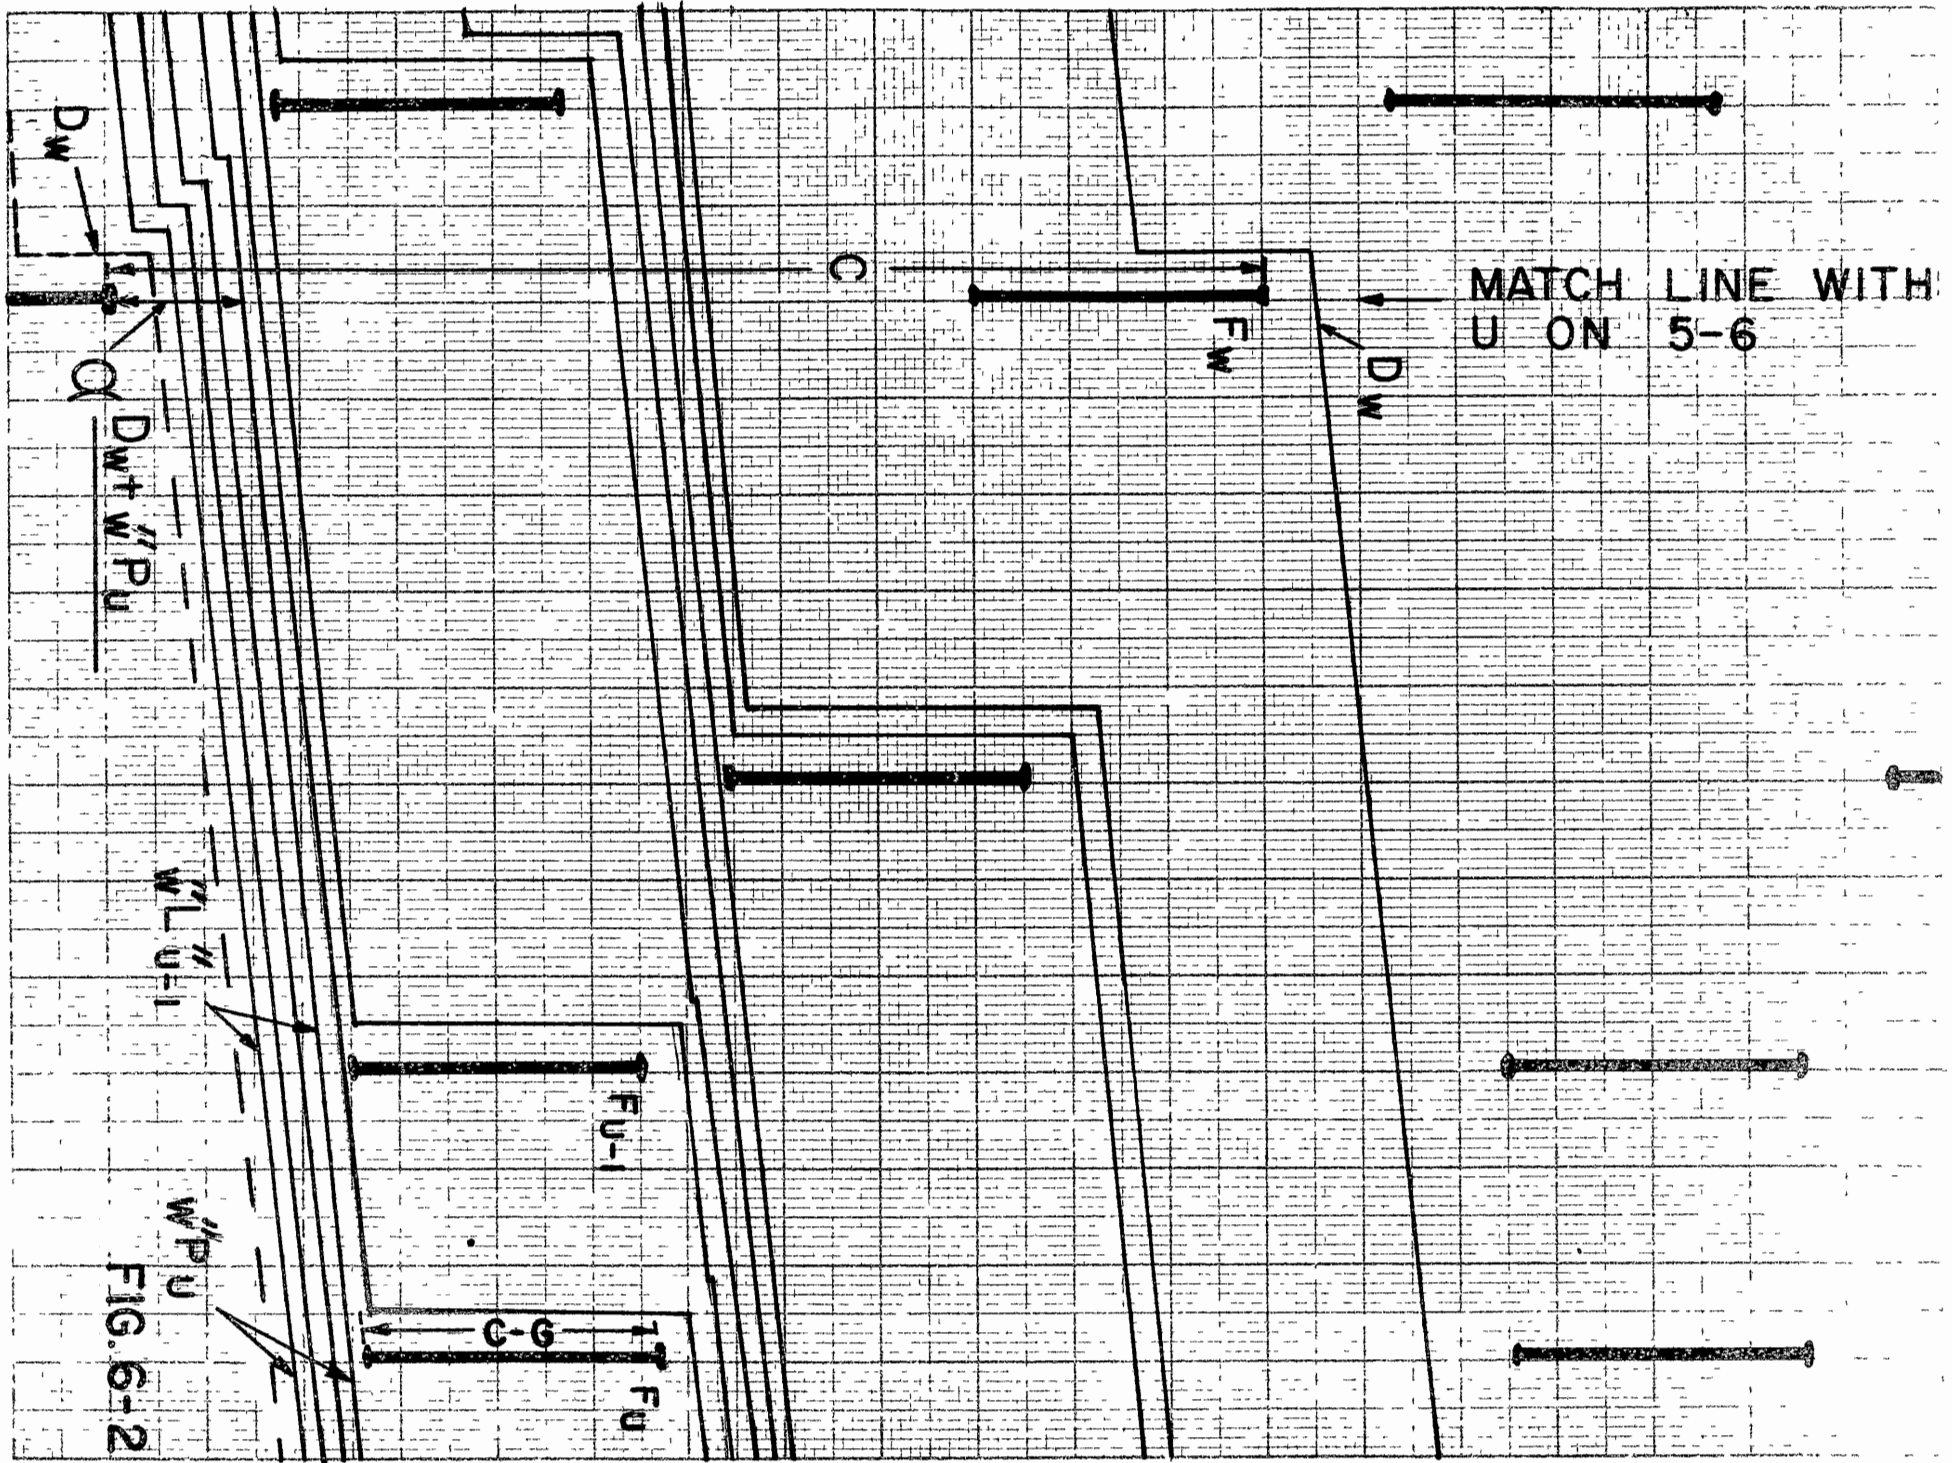 MATCH LINE WITH
U ON 5-6
C
Dw
Dw
Fw
α Dw + w"Pu
w"Lu-1"
Fu-1
w"Pu
C-G
Fu
FIG. 6-2